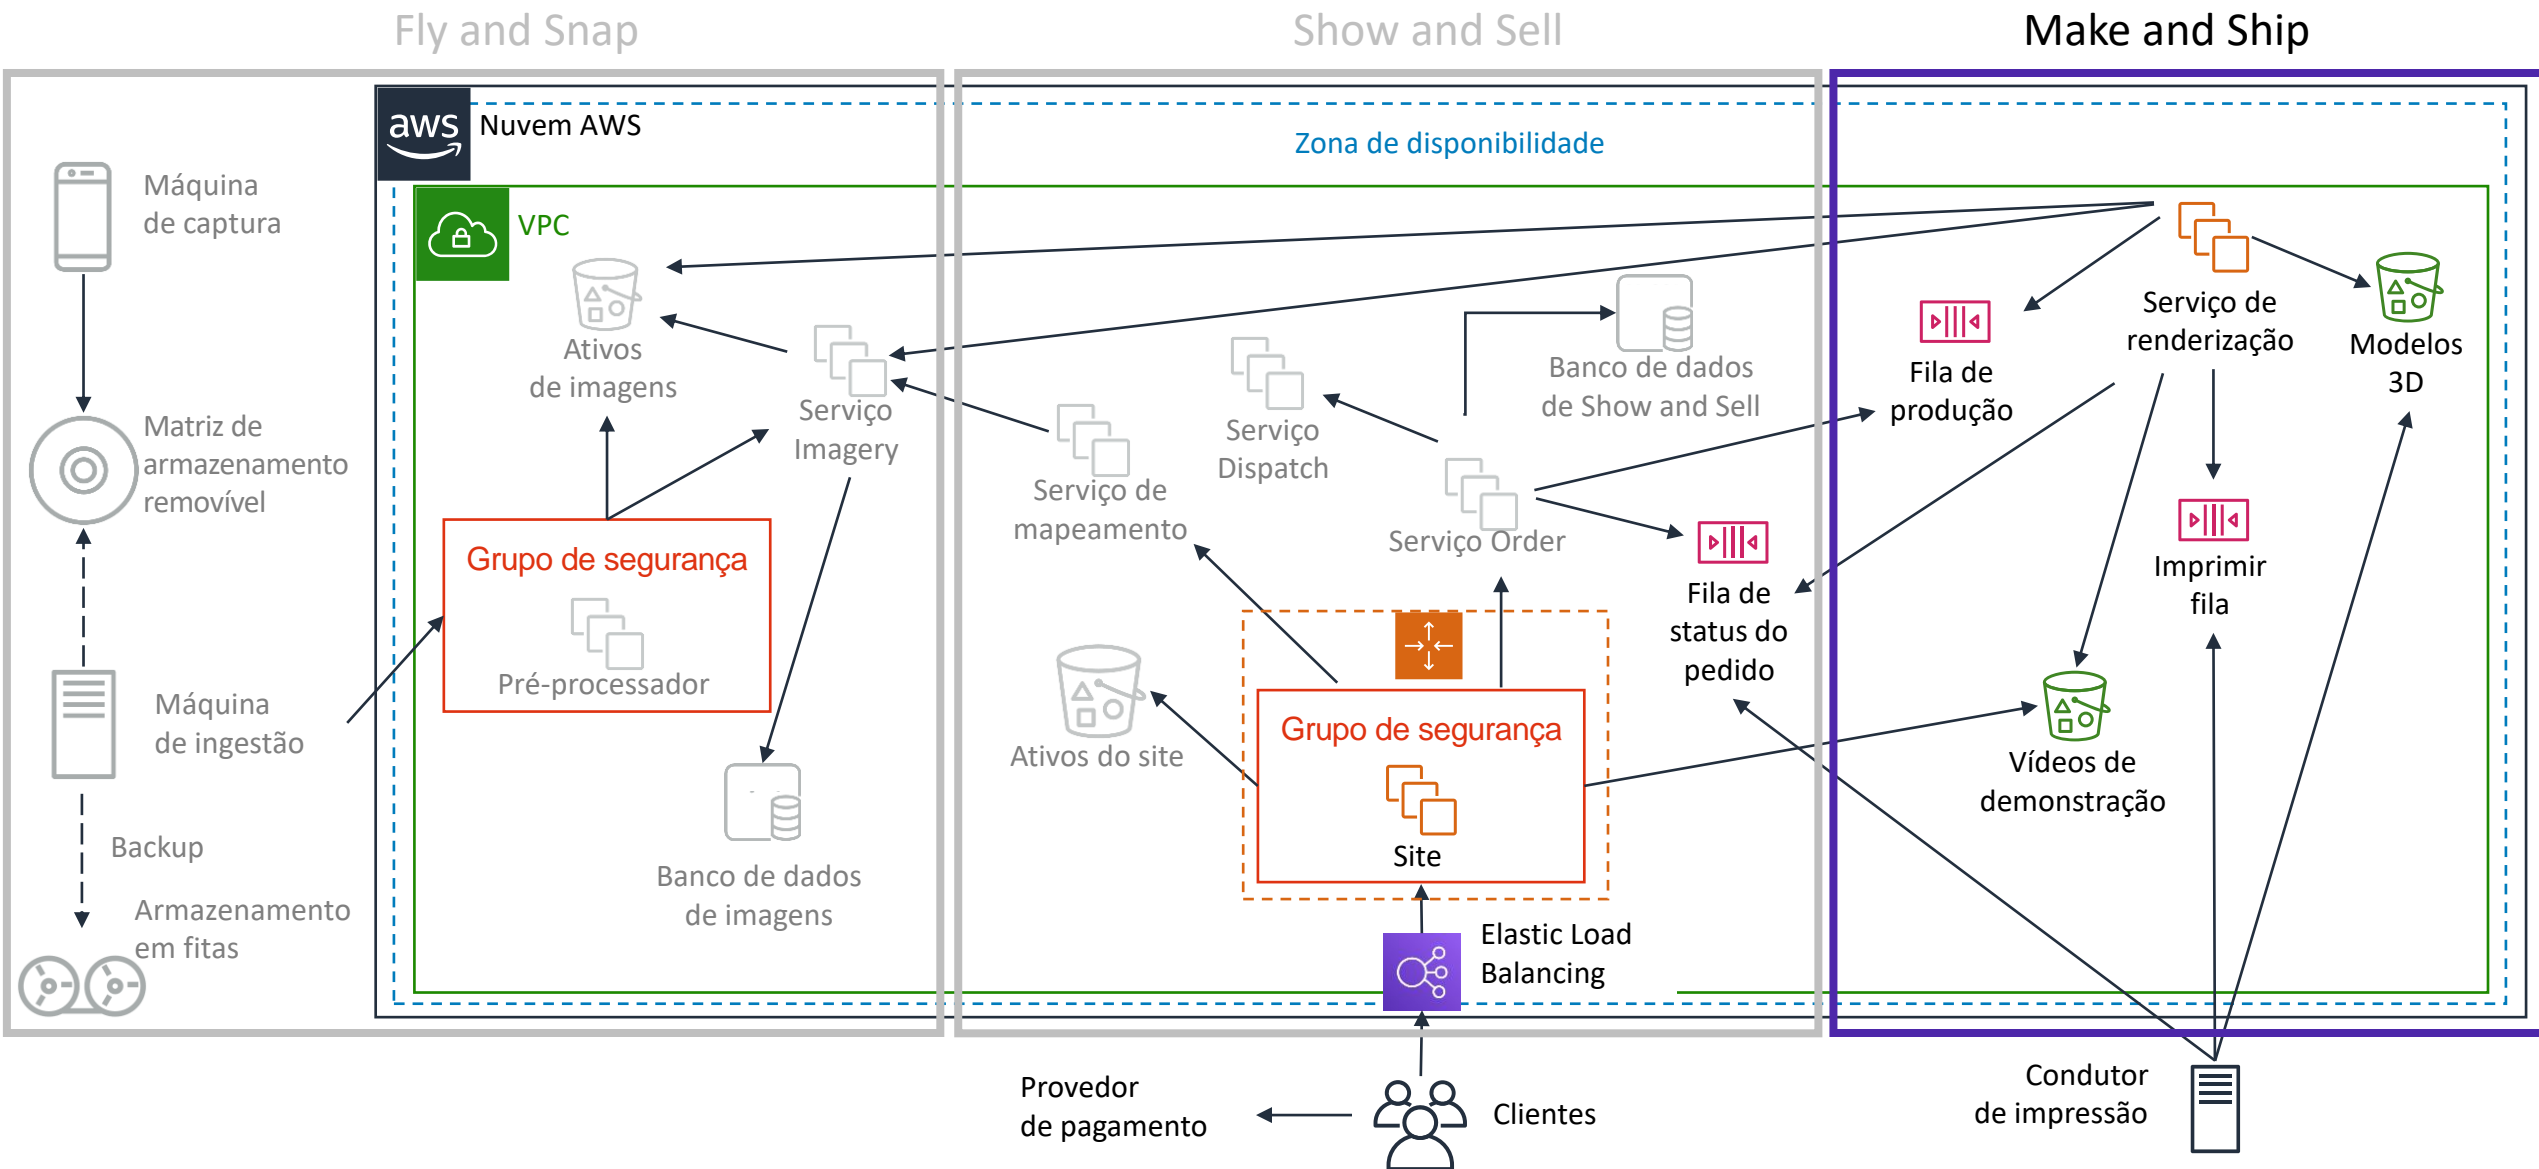 Fly and Snap
Show and Sell
Make and Ship
aws
Nuvem AWS
Zona de disponibilidade
VPC
Máquina
de captura
Matriz de
armazenamento
removível
Máquina
de ingestão
Backup
Armazenamento
em fitas
Ativos
de imagens
Serviço
Imagery
Grupo de segurança
Pré-processador
Banco de dados
de imagens
Serviço de
mapeamento
Serviço
Dispatch
Banco de dados
de Show and Sell
Serviço Order
Fila de
status do
pedido
Ativos do site
Grupo de segurança
Site
Elastic Load
Balancing
Provedor
de pagamento
Clientes
Serviço de
renderização
Modelos
3D
Fila de
produção
Imprimir
fila
Vídeos de
demonstração
Condutor
de impressão